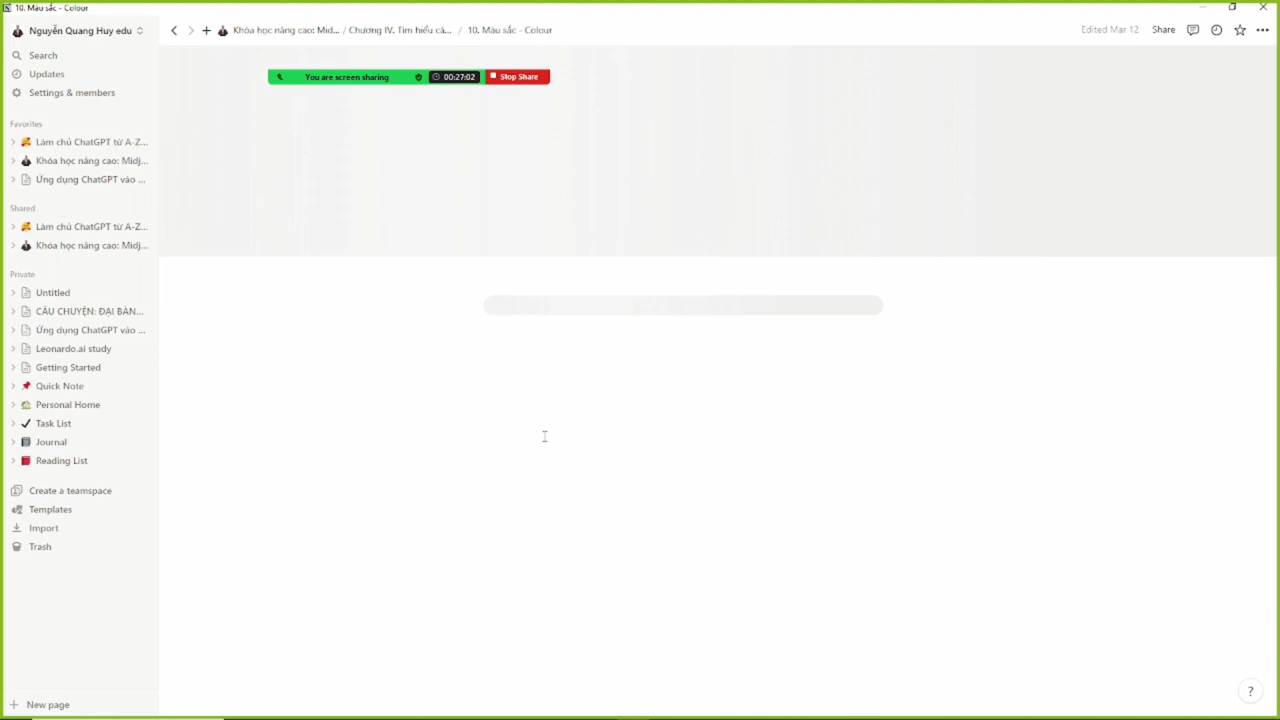 10. Màu sắc - Colour
Nguyễn Quang Huy edu
Khóa học nâng cao: Mid... / Chương IV. Tìm hiểu cá... / 10. Màu sắc - Colour
Edited Mar 12
Share
Search
Updates
Settings & members
You are screen sharing
00:27:02
Stop Share
Favorites
Làm chủ ChatGPT từ A-Z...
Khóa học nâng cao: Midj...
Ứng dụng ChatGPT vào ...
Shared
Làm chủ ChatGPT từ A-Z...
Khóa học nâng cao: Midj...
Private
Untitled
CÂU CHUYỆN: ĐẠI BÀN...
Ứng dụng ChatGPT vào ...
Leonardo.ai study
Getting Started
Quick Note
Personal Home
Task List
Journal
Reading List
Create a teamspace
Templates
Import
Trash
New page
?